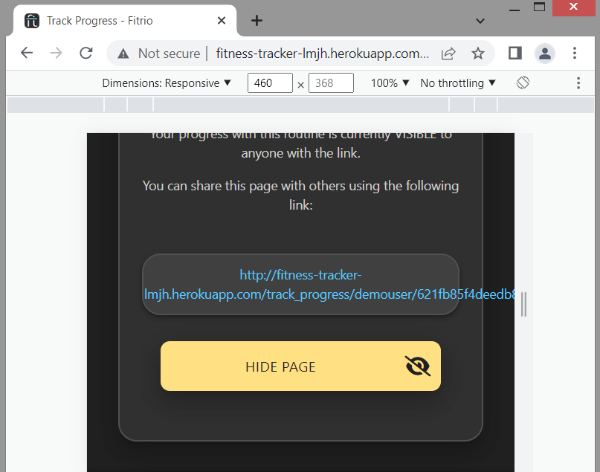 Track Progress - Fitrio
Not secure | fitness-tracker-lmjh.herokuapp.com...
Dimensions: Responsive ▼ 460 × 368 100% ▼ No throttling ▼
Your progress with this routine is currently VISIBLE to
anyone with the link.
You can share this page with others using the following
link:
http://fitness-tracker-
lmjh.herokuapp.com/track_progress/demouser/621fb85f4deedb8
HIDE PAGE